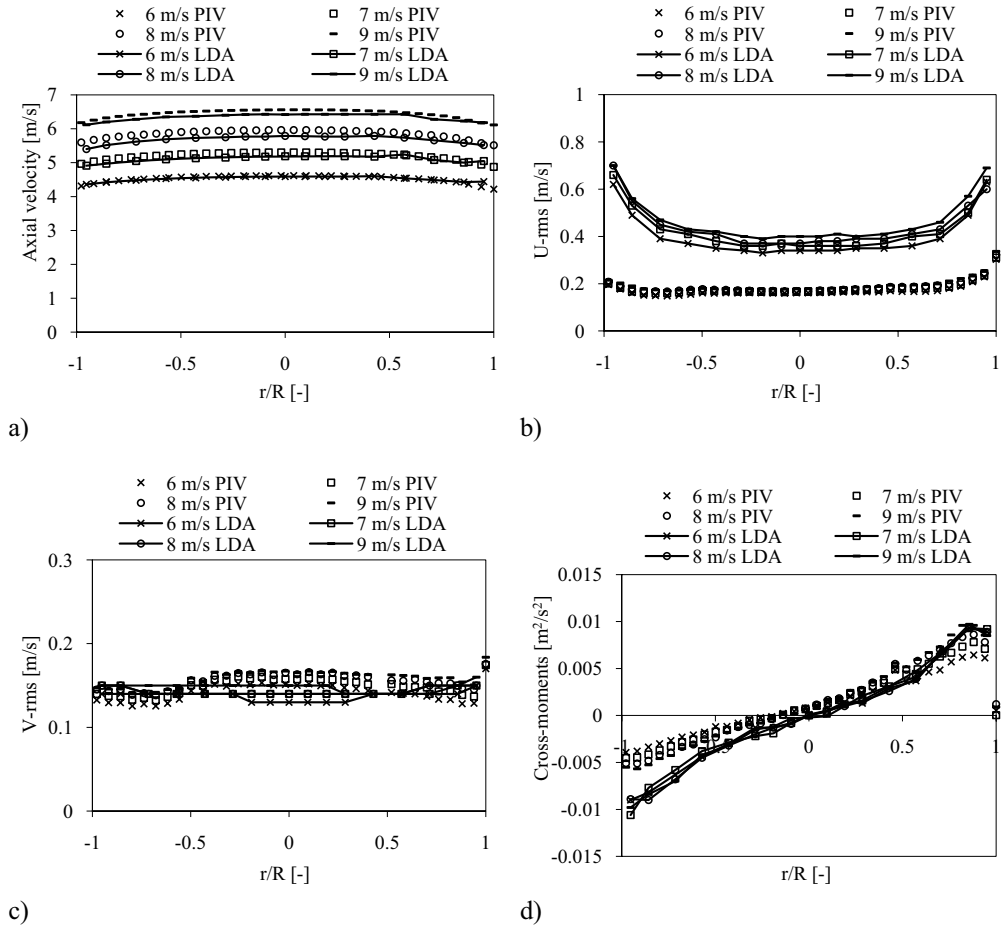 6 m/s PIV 7 m/s PIV
8 m/s PIV 9 m/s PIV
6 m/s LDA 7 m/s LDA
8 m/s LDA 9 m/s LDA
Axial velocity [m/s]
7
6
5
4
3
2
1
0
-1 -0.5 0 0.5 1
r/R [-]
a)
6 m/s PIV 7 m/s PIV
8 m/s PIV 9 m/s PIV
6 m/s LDA 7 m/s LDA
8 m/s LDA 9 m/s LDA
U-rms [m/s]
1
0.8
0.6
0.4
0.2
0
-1 -0.5 0 0.5 1
r/R [-]
b)
6 m/s PIV 7 m/s PIV
8 m/s PIV 9 m/s PIV
6 m/s LDA 7 m/s LDA
8 m/s LDA 9 m/s LDA
V-rms [m/s]
0.3
0.2
0.1
0
-1 -0.5 0 0.5 1
r/R [-]
c)
6 m/s PIV 7 m/s PIV
8 m/s PIV 9 m/s PIV
6 m/s LDA 7 m/s LDA
8 m/s LDA 9 m/s LDA
Cross-moments [m²/s²]
0.015
0.01
0.005
0
-0.005
-0.01
-0.015
-1 -0.5 0 0.5 1
r/R [-]
d)